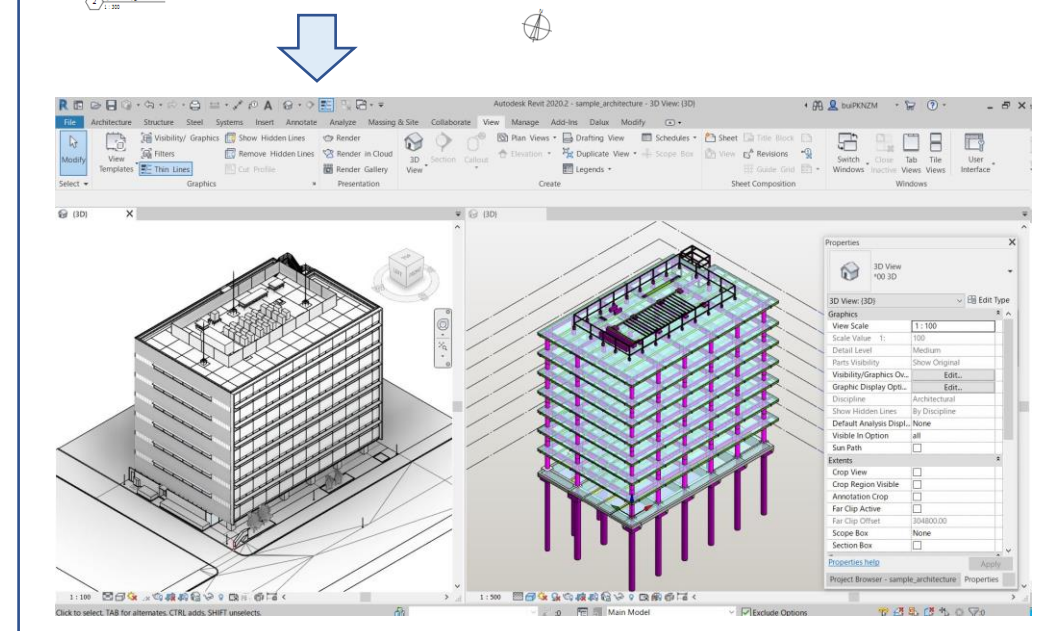 2
1 : 300
Autodesk Revit 2020.2 - sample_architecture - 3D View: {3D}
buiPKNZM
File Architecture Structure Steel Systems Insert Annotate Analyze Massing & Site Collaborate View Manage Add-Ins Dalux Modify
Modify
View Templates
Visibility/ Graphics
Filters
Thin Lines
Show Hidden Lines
Remove Hidden Lines
Cut Profile
Render
Render in Cloud
Render Gallery
3D View
Section
Callout
Plan Views
Elevation
Drafting View
Duplicate View
Legends
Schedules
Scope Box
Sheet
View
Title Block
Revisions
Guide Grid
Switch Windows
Close Inactive
Tab Views
Tile Views
User Interface
Select
Graphics
Presentation
Create
Sheet Composition
Windows
{3D} X
{3D}
Properties X
3D View
*00 3D
3D View: {3D} Edit Type
Graphics
View Scale 1 : 100
Scale Value 1: 100
Detail Level Medium
Parts Visibility Show Original
Visibility/Graphics Ov... Edit...
Graphic Display Opti... Edit...
Discipline Architectural
Show Hidden Lines By Discipline
Default Analysis Displ... None
Visible In Option all
Sun Path
Extents
Crop View
Crop Region Visible
Annotation Crop
Far Clip Active
Far Clip Offset 304800.00
Scope Box None
Section Box
Properties help Apply
Project Browser - sample_architecture Properties
1 : 100
1 : 500
Click to select, TAB for alternates, CTRL adds, SHIFT unselects.
:0 Main Model Exclude Options :0